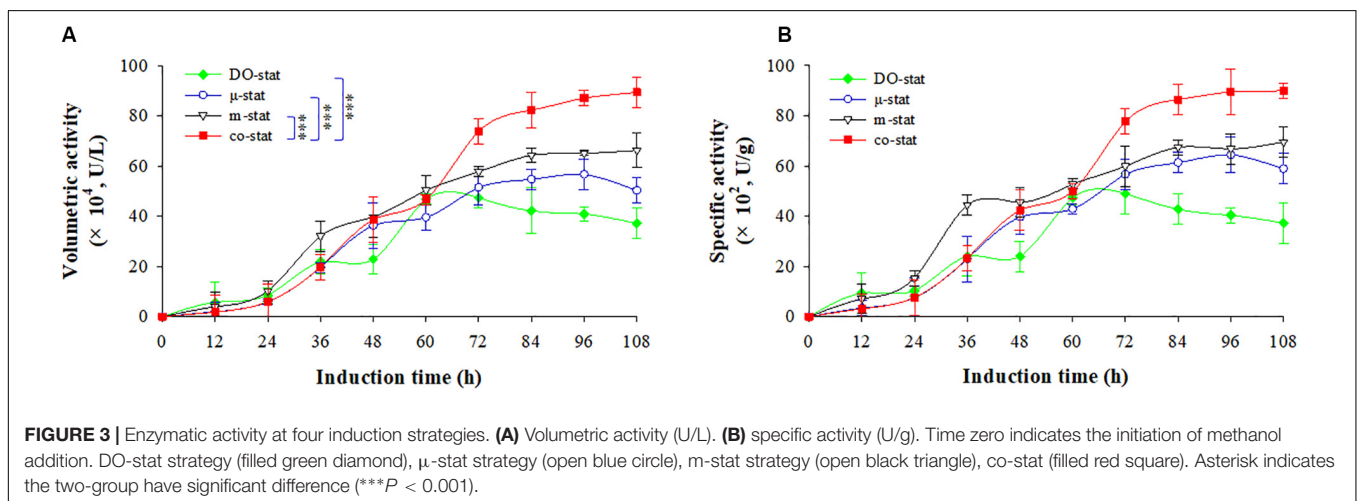 A
Volumetric activity
(× 10⁴, U/L)
100
80
60
40
20
0
DO-stat
μ-stat
m-stat
co-stat
***
***
***
0 12 24 36 48 60 72 84 96 108
Induction time (h)
B
Specific activity
(× 10², U/g)
100
80
60
40
20
0
DO-stat
μ-stat
m-stat
co-stat
0 12 24 36 48 60 72 84 96 108
Induction time (h)
FIGURE 3 | Enzymatic activity at four induction strategies. (A) Volumetric activity (U/L). (B) specific activity (U/g). Time zero indicates the initiation of methanol
addition. DO-stat strategy (filled green diamond), μ-stat strategy (open blue circle), m-stat strategy (open black triangle), co-stat (filled red square). Asterisk indicates
the two-group have significant difference (***P < 0.001).